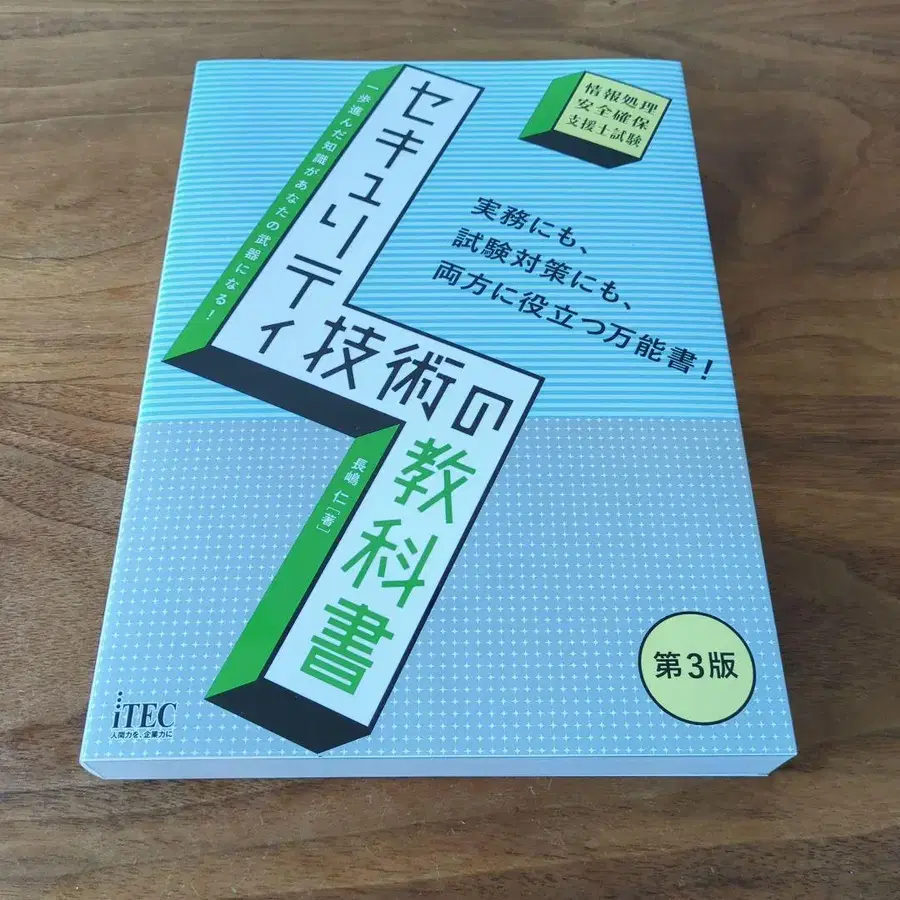 情報処理
安全確保
支援士試験
セキュリティ技術の教科書
一歩進んだ知識があなたの武器になる!
実務にも、
試験対策にも、
両方に役立つ万能書!
長嶋 仁[著]
第3版
iTEC
人間力を、企業力に